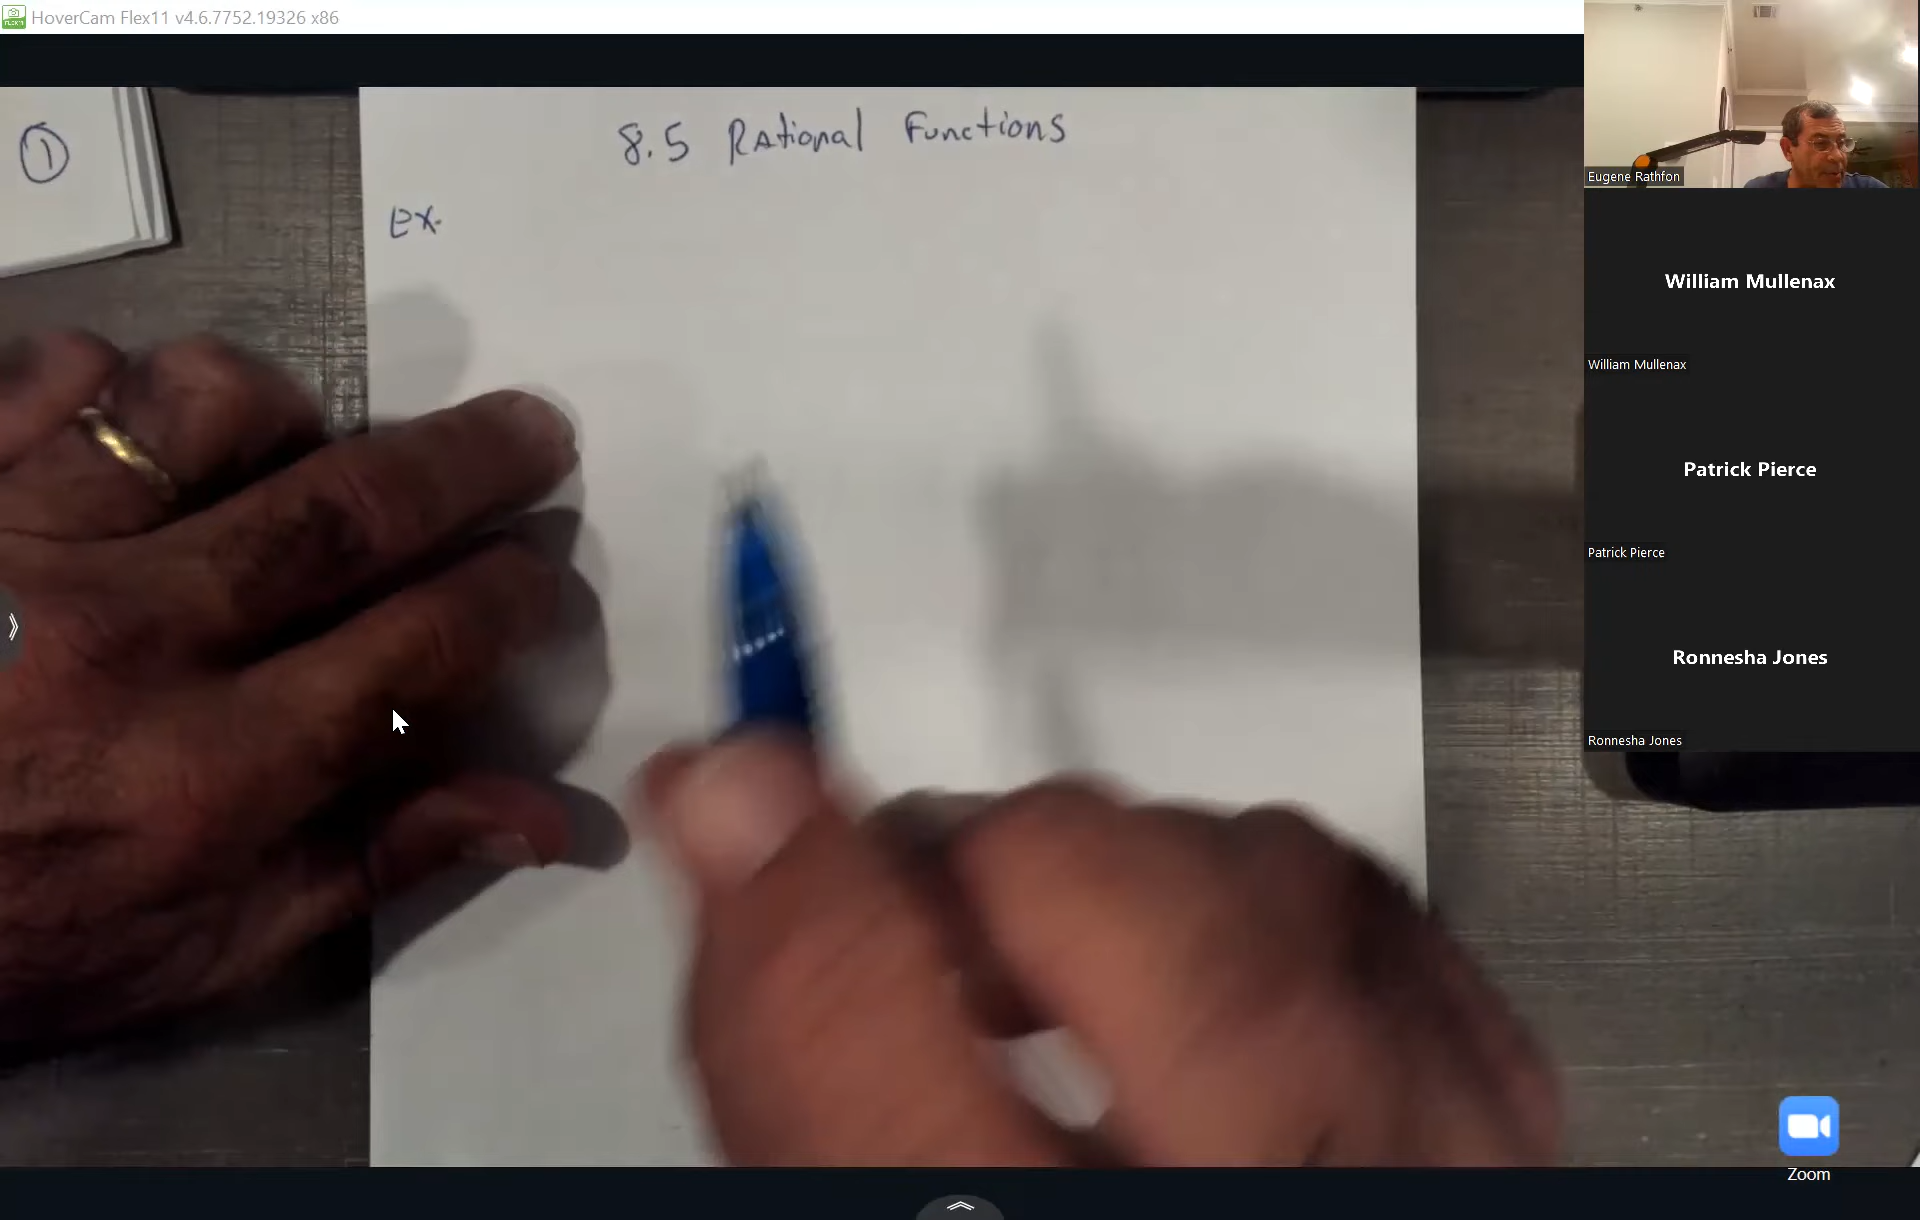 HoverCam Flex11 v4.6.7752.19326 x86
①
8.5 Rational Functions
ex.
Eugene Rathfon
William Mullenax
William Mullenax
Patrick Pierce
Patrick Pierce
Ronnesha Jones
Ronnesha Jones
Zoom